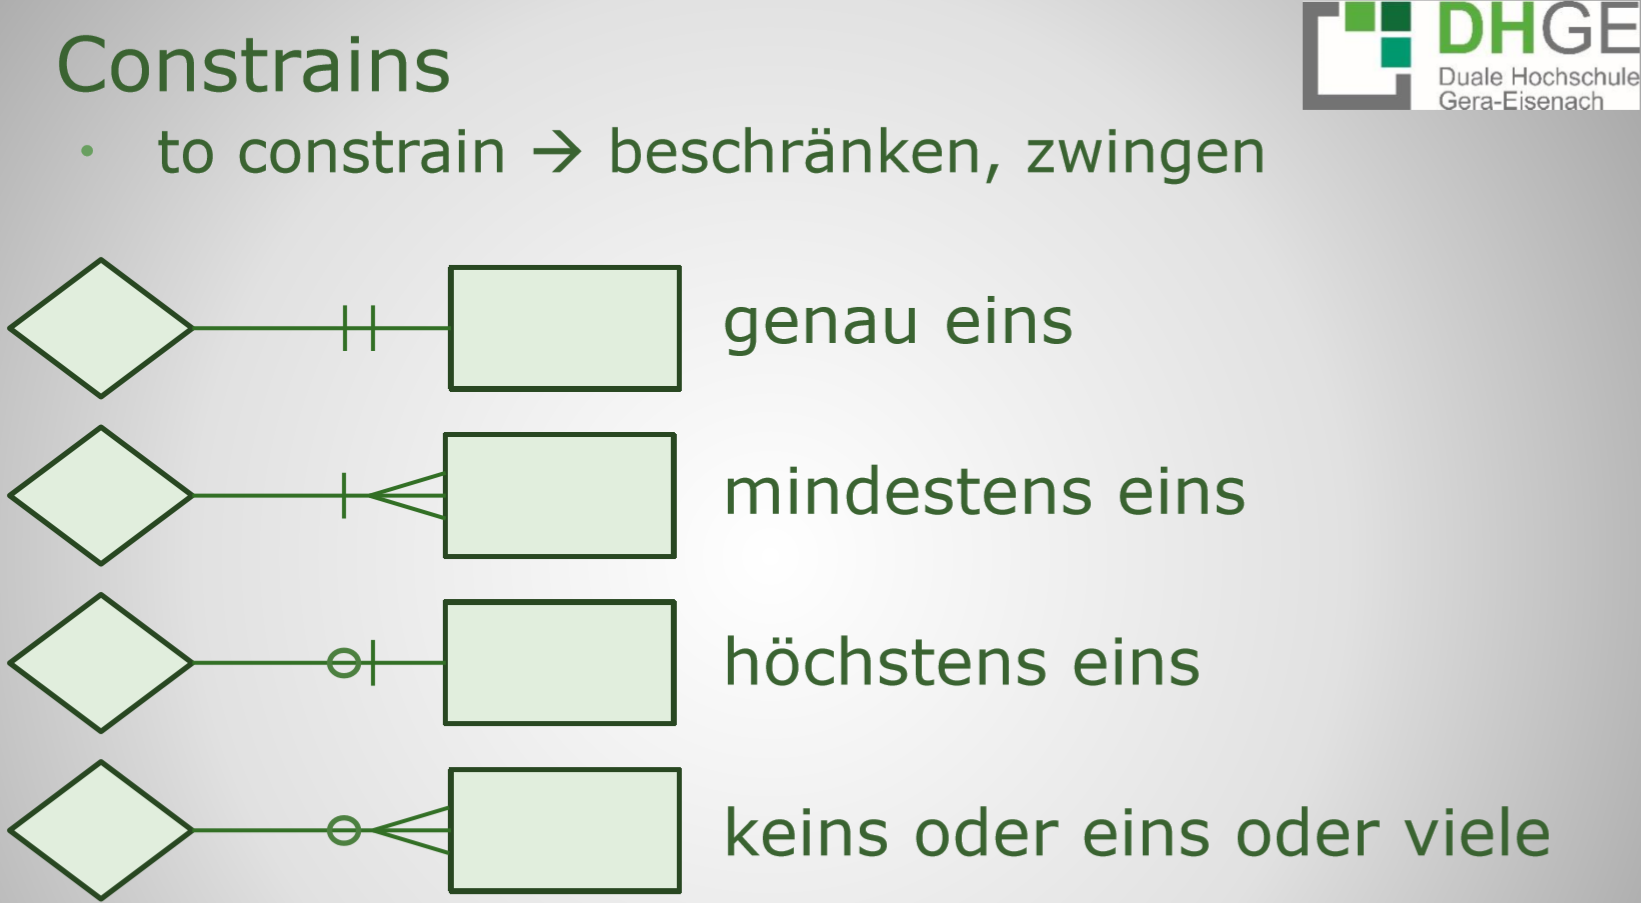 Constrains
DHGE
Duale Hochschule
Gera-Eisenach
• to constrain → beschränken, zwingen
genau eins
mindestens eins
höchstens eins
keins oder eins oder viele